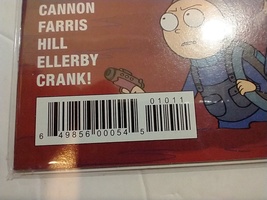 CANNON
FARRIS
HILL
ELLERBY
CRANK!
01011
6 49856 00054 5